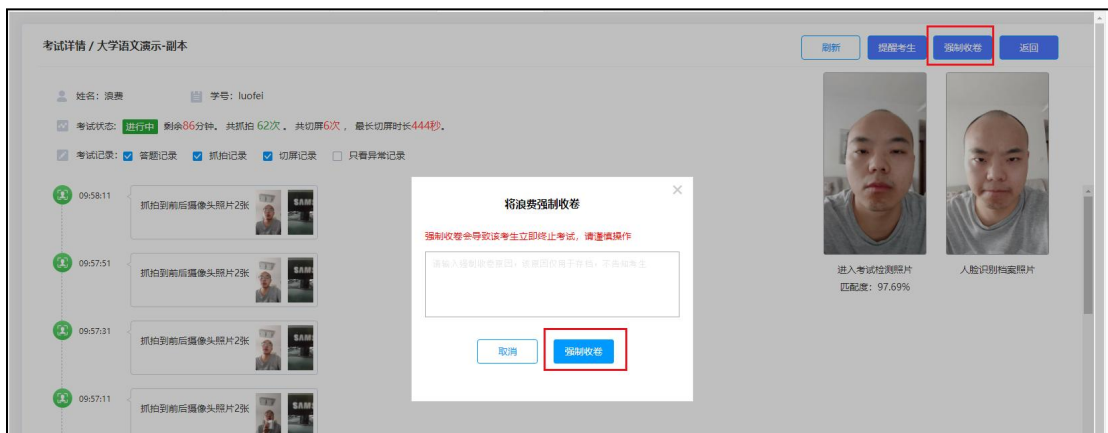 考试详情 / 大学语文演示-副本
刷新 提醒考生 强制收卷 返回
姓名：浪费 学号：luofei
考试状态：进行中 剩余86分钟。共抓拍 62次。共切屏6次，最长切屏时长444秒。
考试记录：答题记录 抓拍记录 切屏记录 只看异常记录
09:58:11 抓拍到前后摄像头照片2张
09:57:51 抓拍到前后摄像头照片2张
09:57:31 抓拍到前后摄像头照片2张
09:57:11 抓拍到前后摄像头照片2张
将浪费强制收卷
强制收卷会导致该考生立即终止考试，请谨慎操作
取消 强制收卷
进入考试检测照片
匹配度：97.69%
人脸识别档案照片